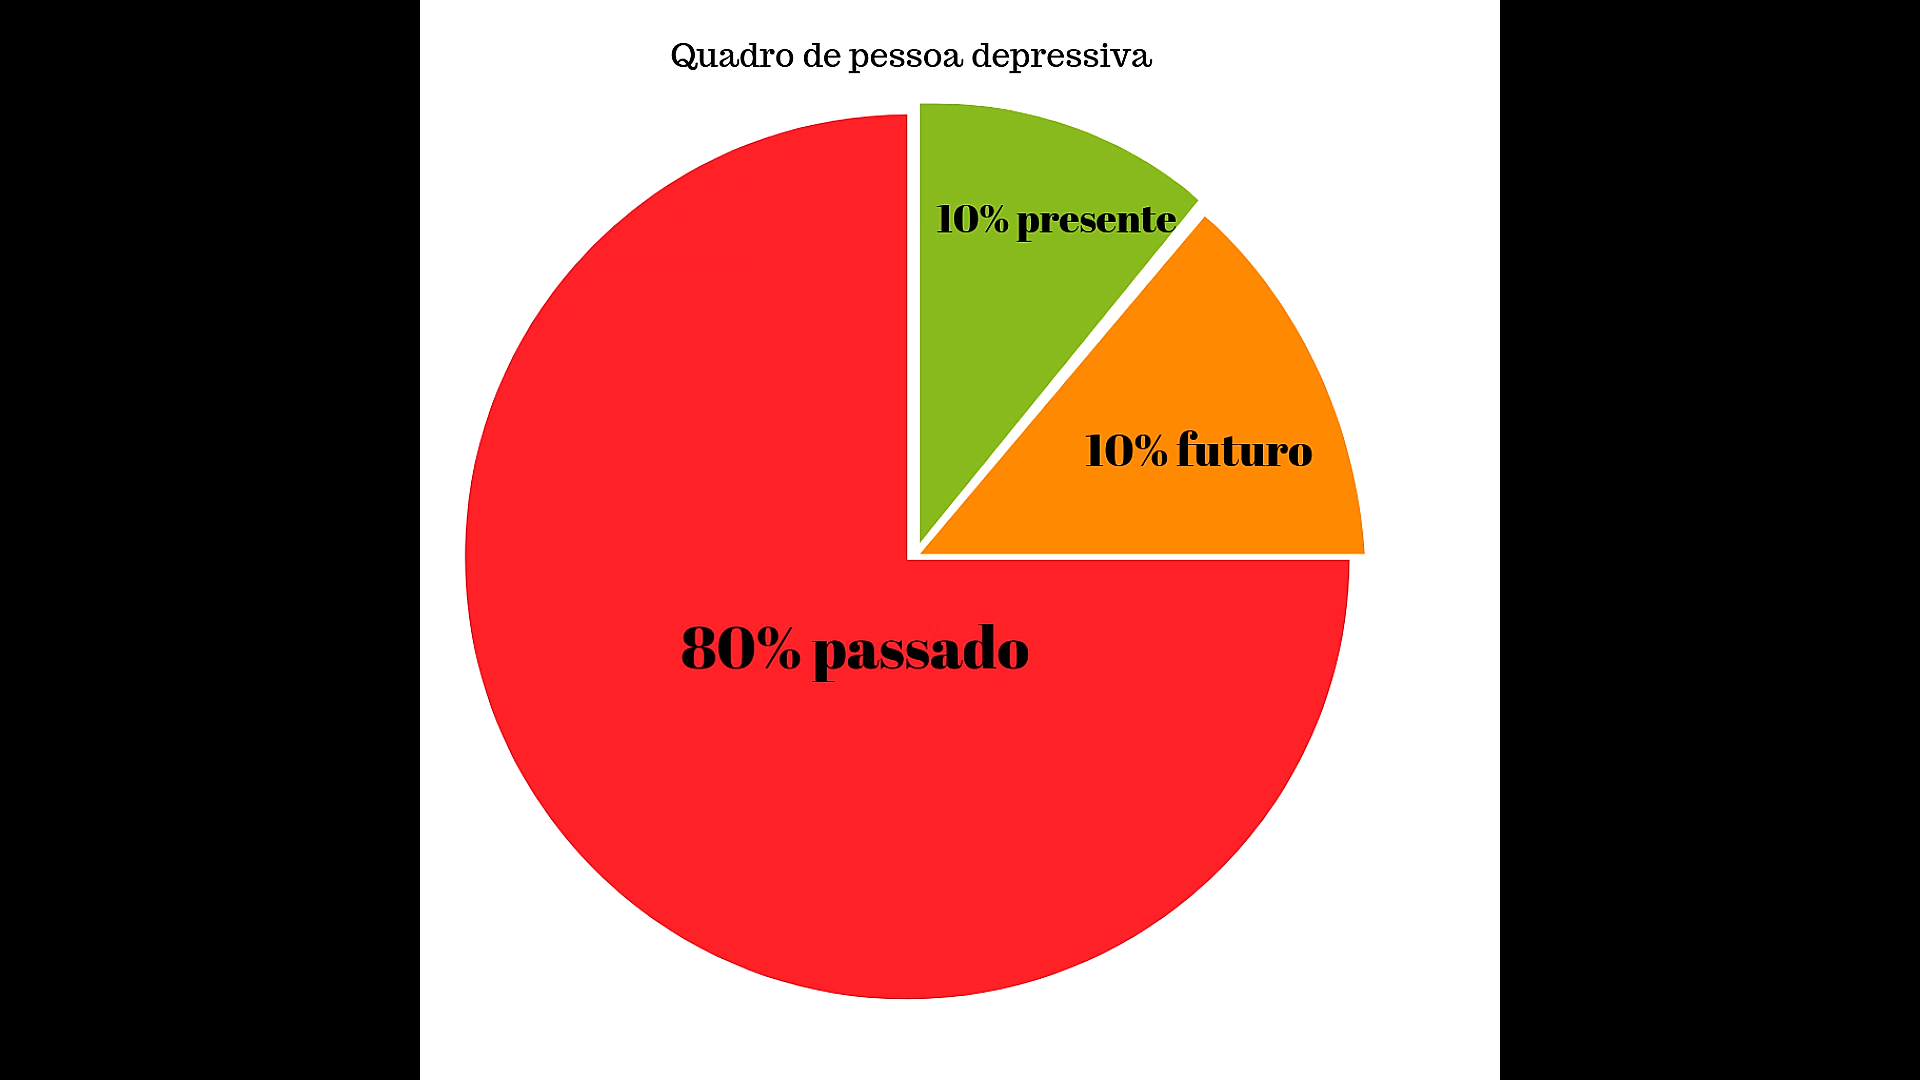 Quadro de pessoa depressiva
10% presente
10% futuro
80% passado